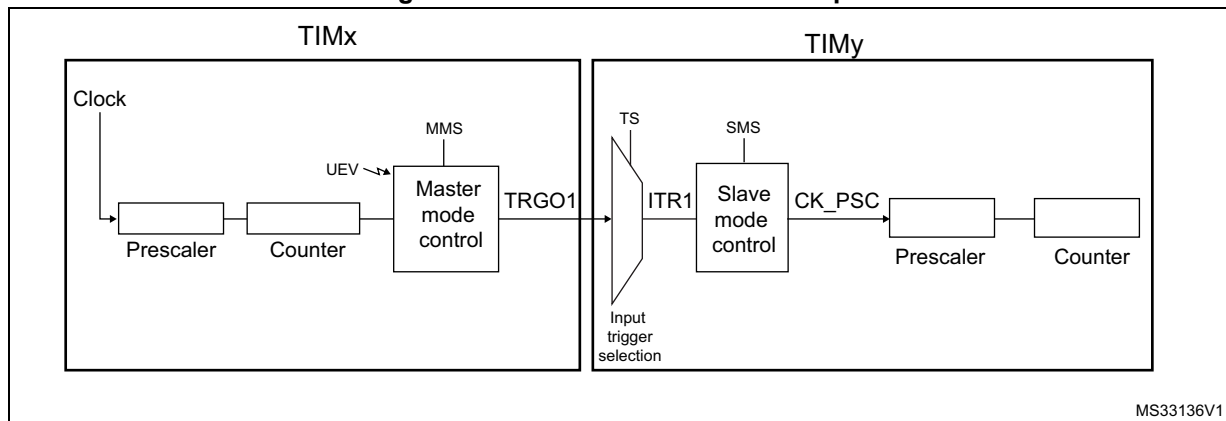 TIMx
TIMy
Clock
MMS
TS
SMS
UEV
Master
mode
control
TRGO1
ITR1
Slave
mode
control
CK_PSC
Prescaler
Counter
Prescaler
Counter
Input
trigger
selection
MS33136V1